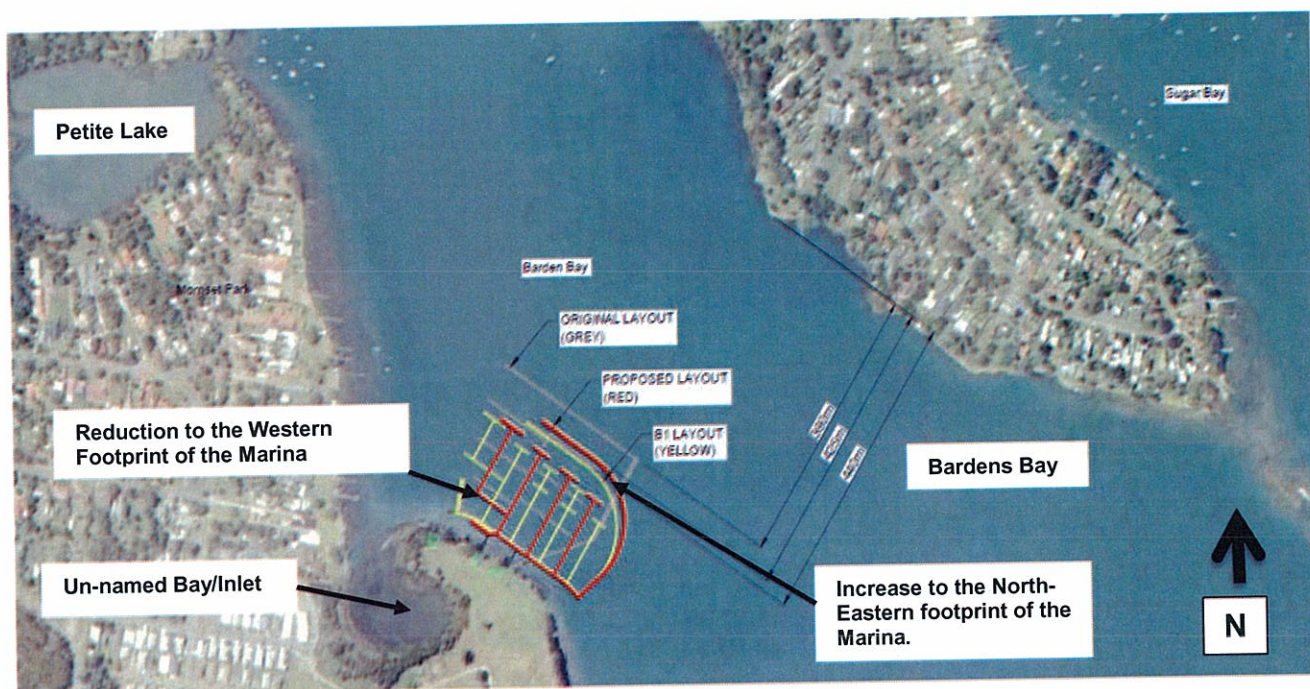 Sugar Bay
Petite Lake
Barden Bay
ORIGINAL LAYOUT
(GREY)
PROPOSED LAYOUT
(RED)
B1 LAYOUT
(YELLOW)
Reduction to the Western
Footprint of the Marina
Bardens Bay
Un-named Bay/Inlet
Increase to the North-
Eastern footprint of the
Marina.
N